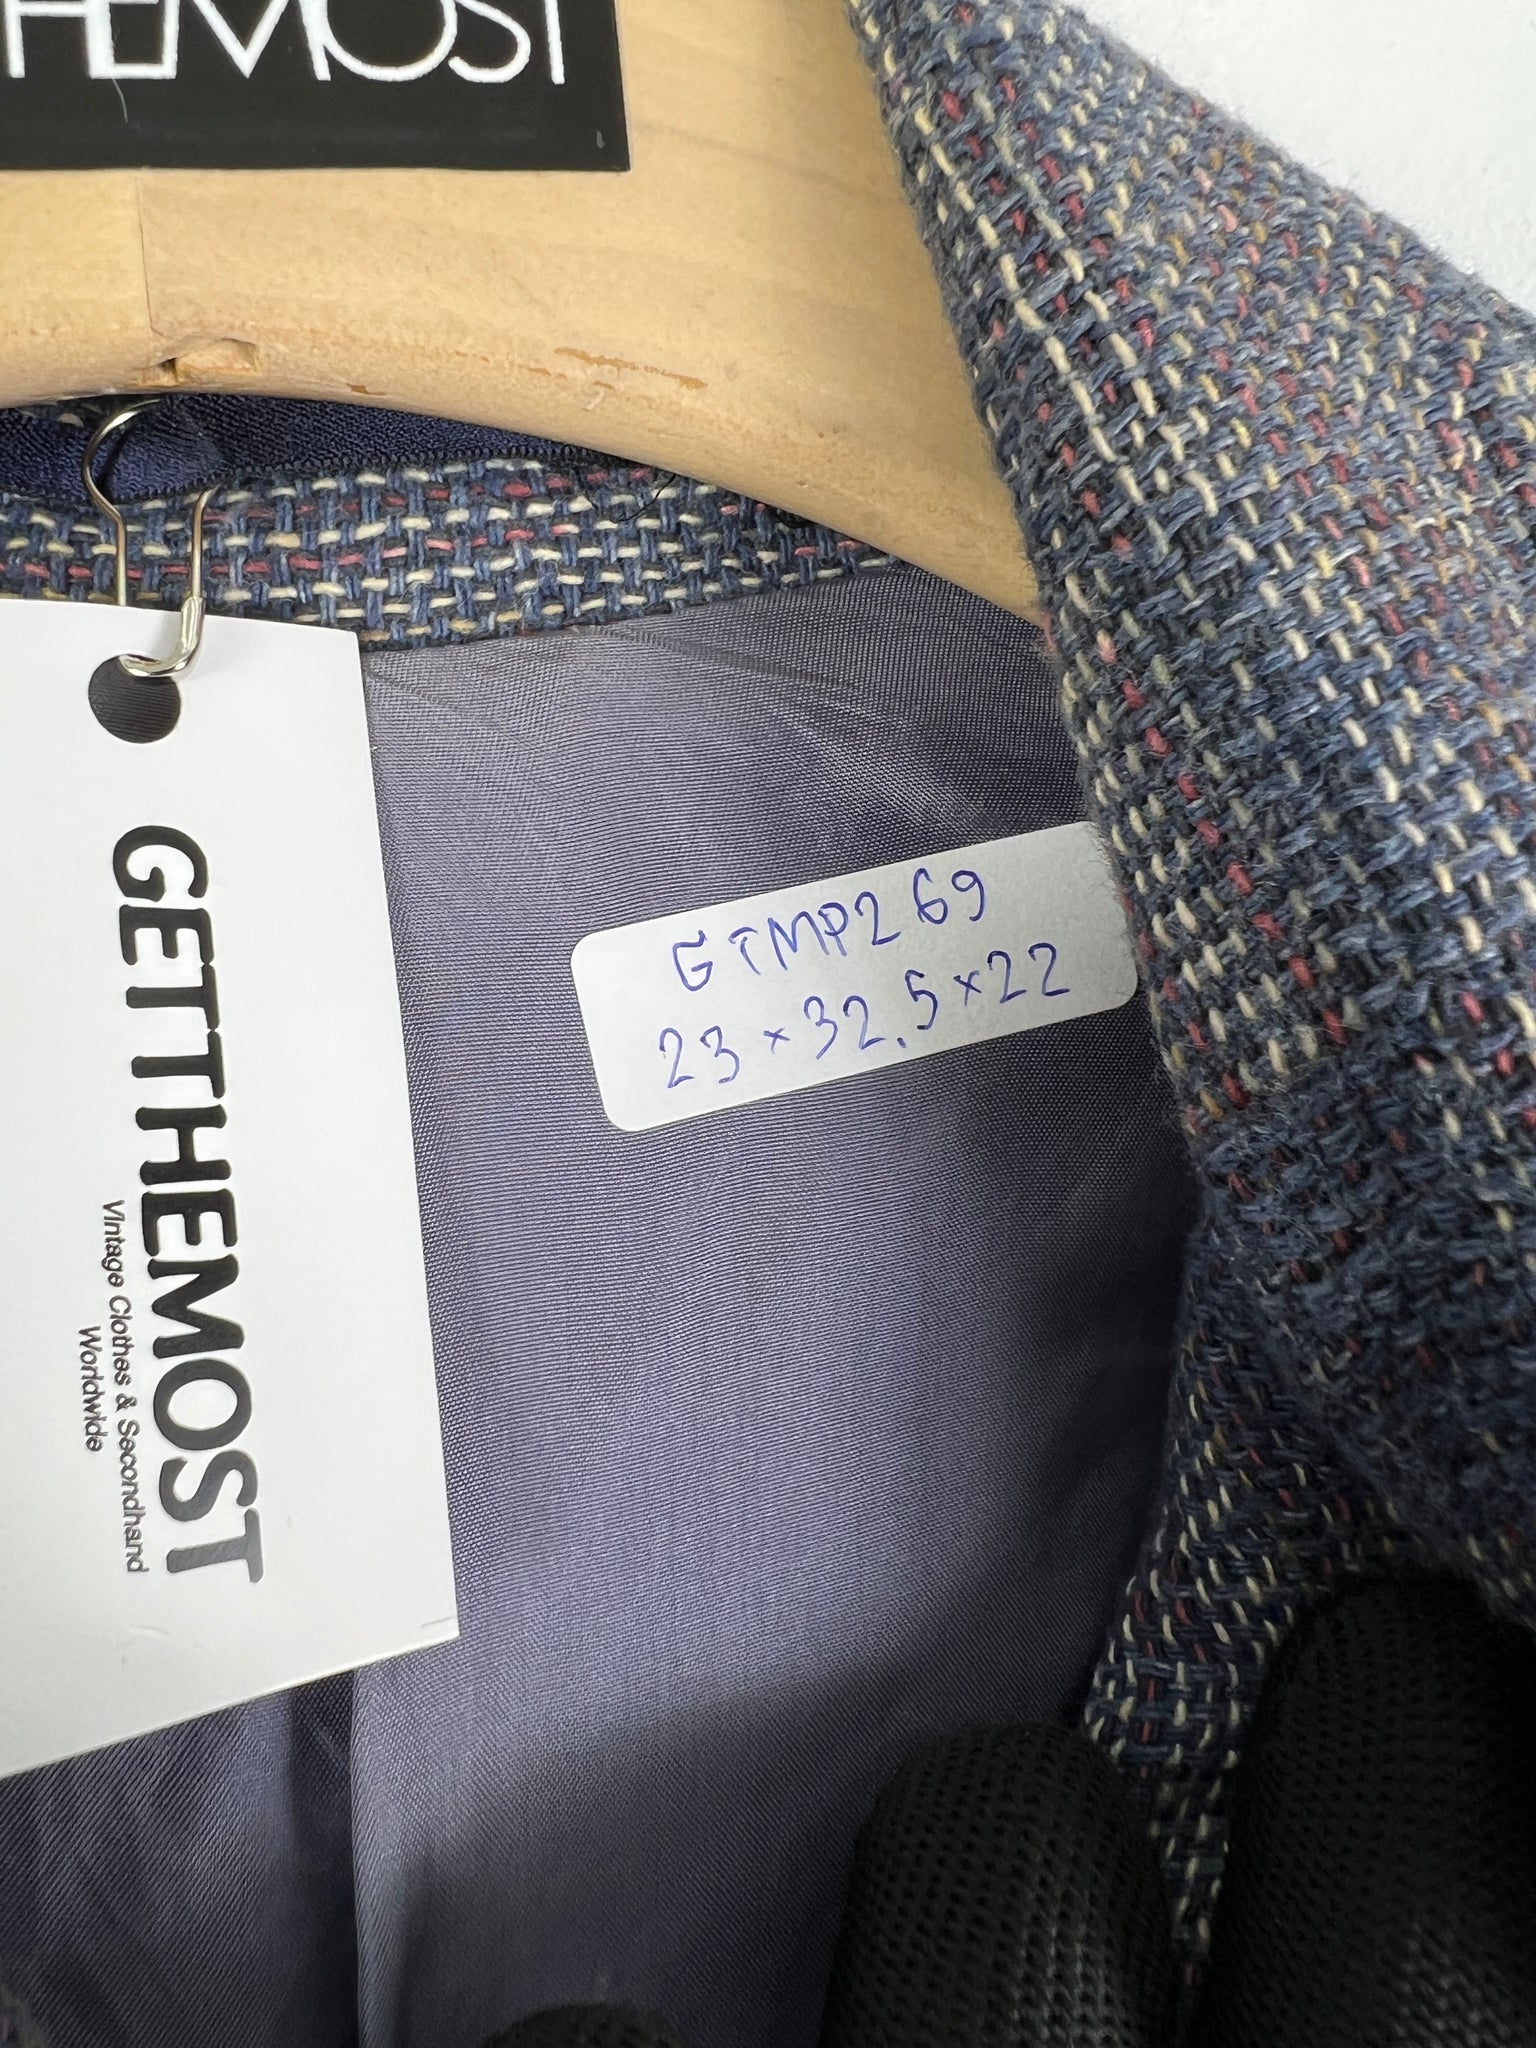 HEMOST
GETTHEMOST
Vintage Clothes & Secondhand
Worldwide
GTMP269
23×32.5×22